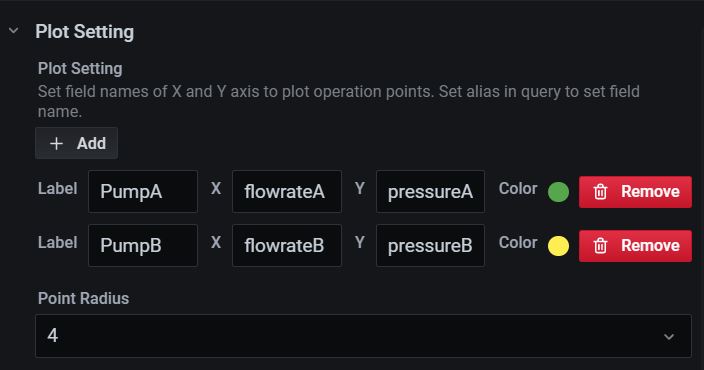 Plot Setting
Plot Setting
Set field names of X and Y axis to plot operation points. Set alias in query to set field
name.
+ Add
Label PumpA X flowrateA Y pressureA Color Remove
Label PumpB X flowrateB Y pressureB Color Remove
Point Radius
4